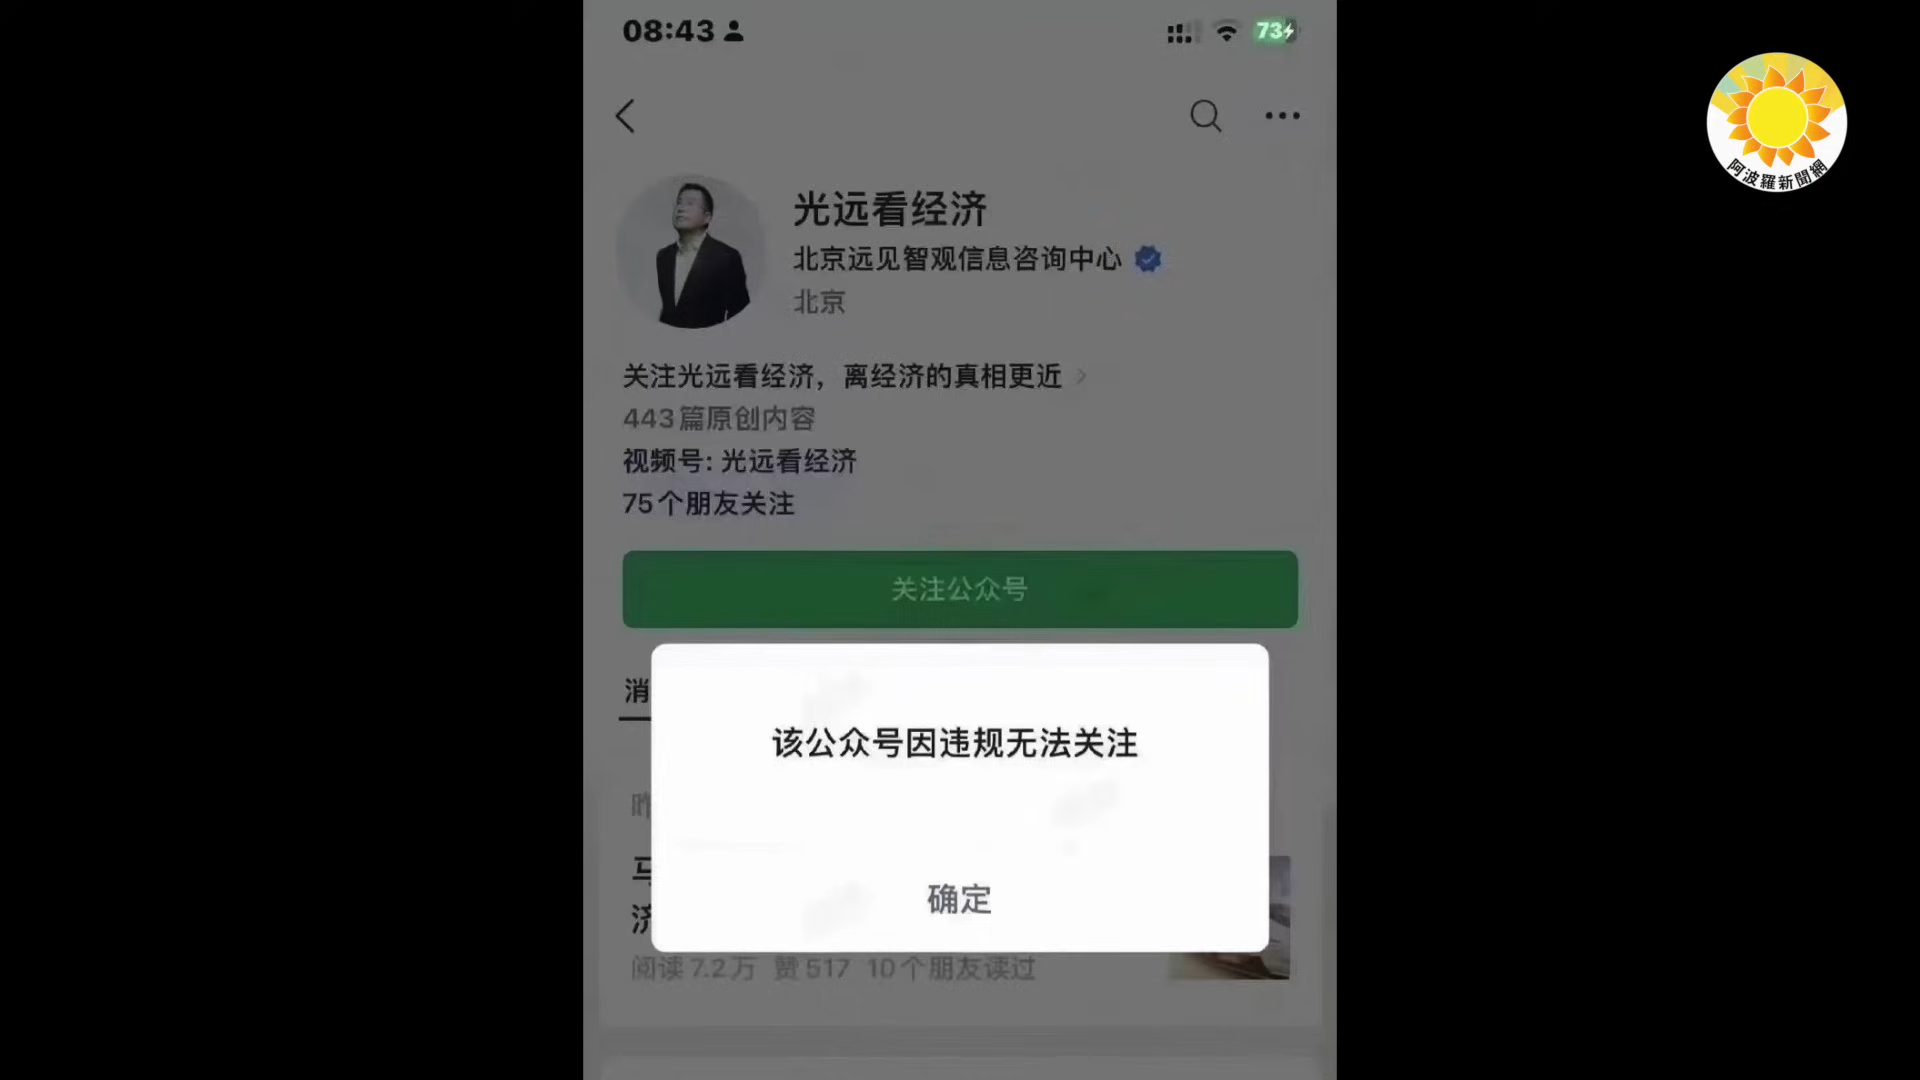 08:43
73
阿波羅新聞網
光远看经济
北京远见智观信息咨询中心
北京
关注光远看经济，离经济的真相更近
443篇原创内容
视频号: 光远看经济
75个朋友关注
关注公众号
消
该公众号因违规无法关注
昨
马
济
确定
阅读 7.2万 赞 517 10个朋友读过